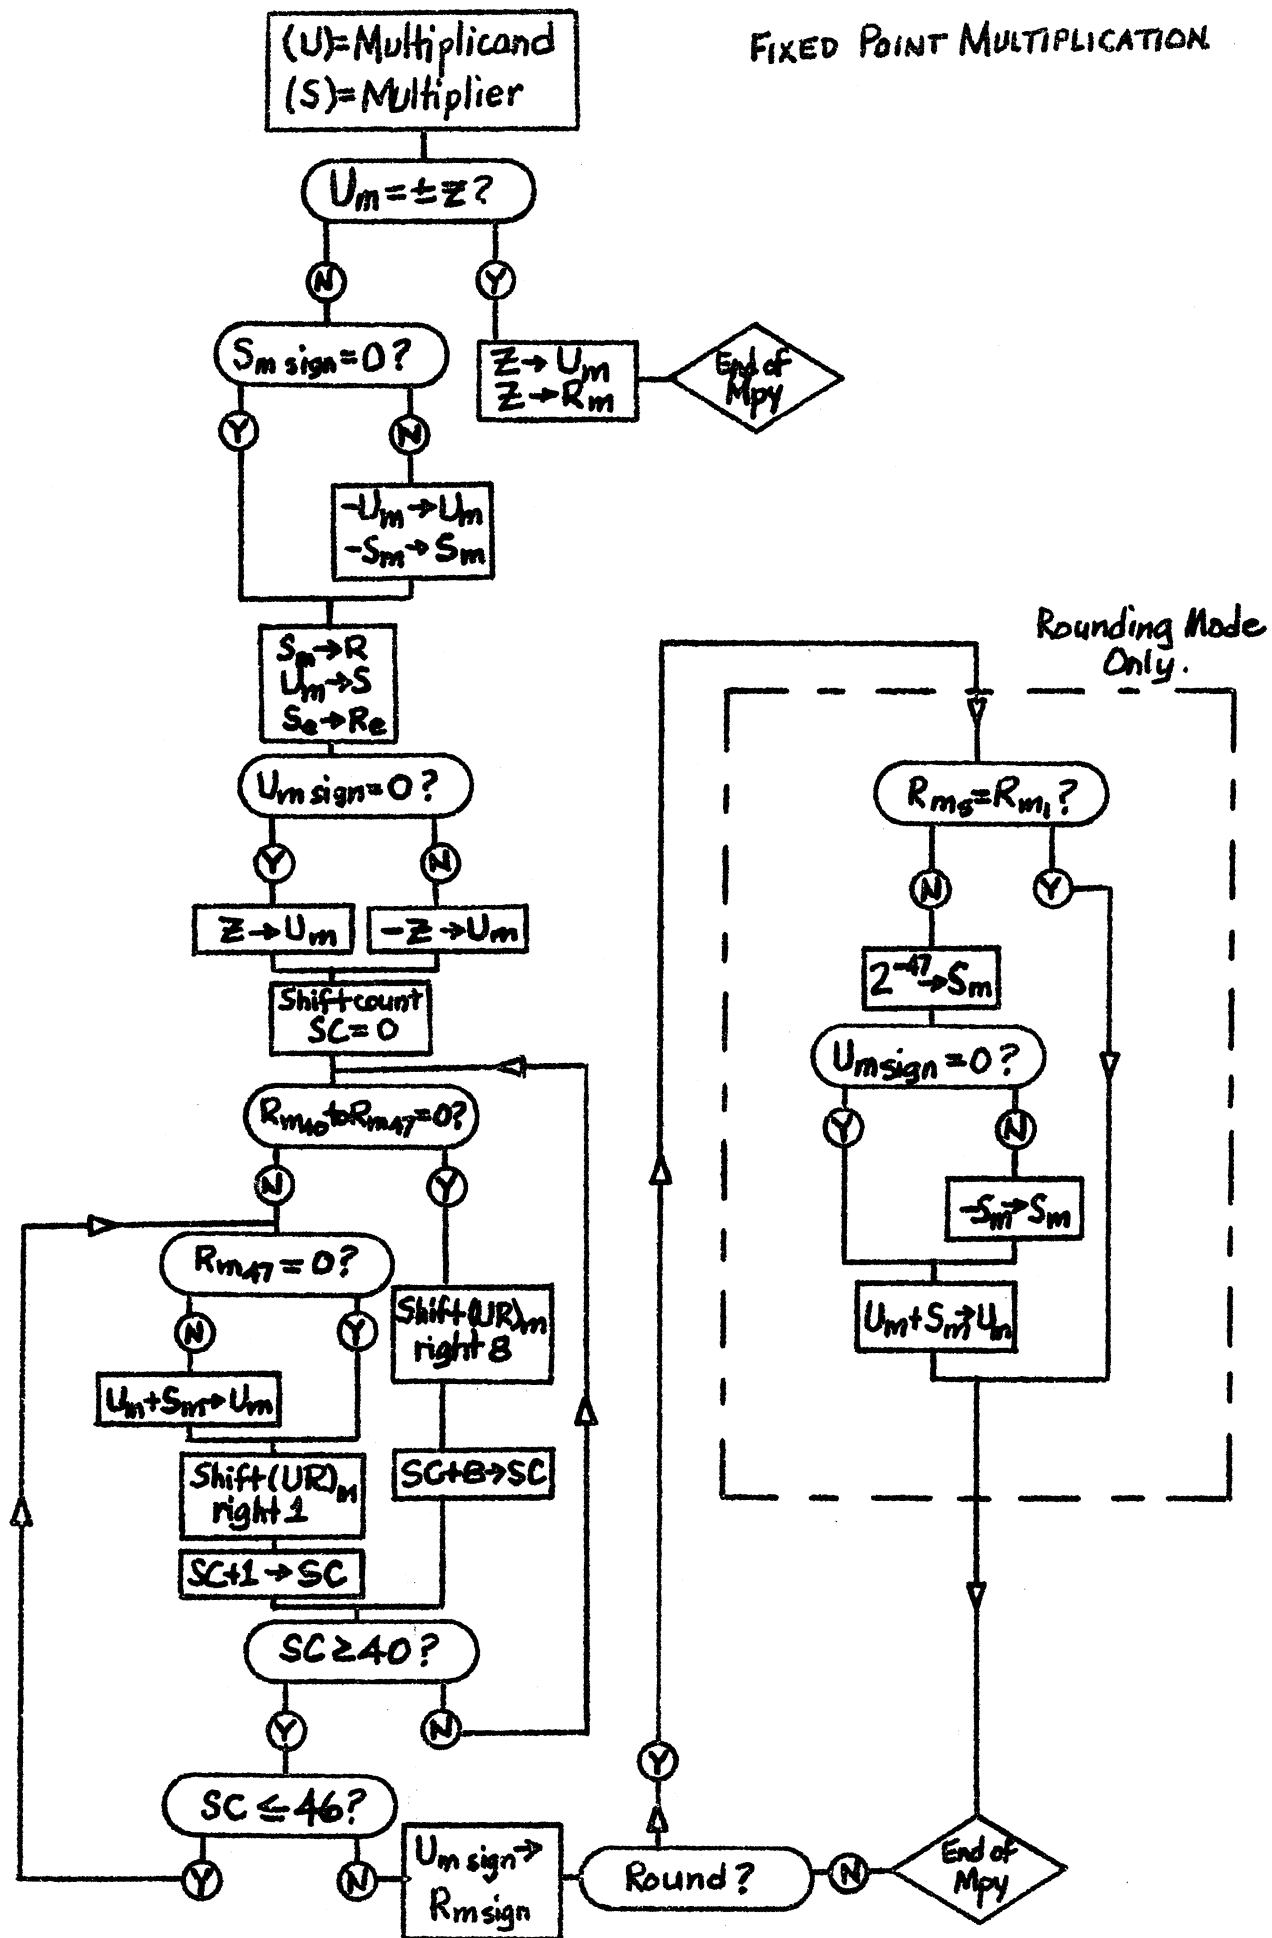 FIXED POINT MULTIPLICATION
(U)=Multiplicand
(S)=Multiplier
Um=±Z?
N
Y
Sm sign=0?
Z→Um
Z→Rm
End of
Mpy
Y
N
-Um→Um
-Sm→Sm
Sm→R
Um→S
Se→Re
Um sign=0?
Y
N
Z→Um
-Z→Um
Shift count
SC=0
Rm40 to Rm47=0?
N
Y
Rm47=0?
N
Y
Shift(UR)m
right 8
Um+Sm→Um
Shift(UR)m
right 1
SC+8→SC
SC+1→SC
SC≥40?
Y
N
SC≤46?
Y
N
Um sign→
Rm sign
Round?
Y
N
End of
Mpy
Rounding Mode
Only.
Rms=Rm1?
N
Y
2-47→Sm
Um sign=0?
Y
N
-Sm→Sm
Um+Sm→Um